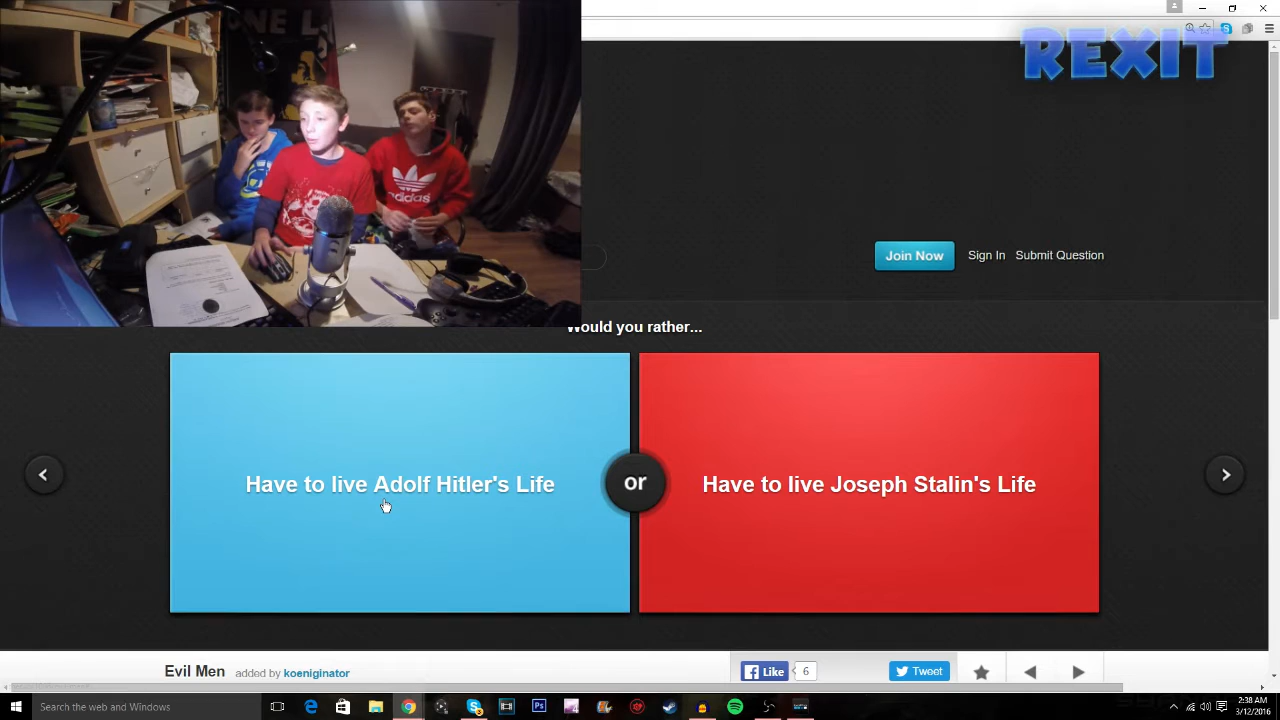 REXIT
adidas
Join Now
Sign In
Submit Question
Would you rather...
Have to live Adolf Hitler's Life
or
Have to live Joseph Stalin's Life
Evil Men added by koeniginator
Like
6
Tweet
Search the web and Windows
2:38 AM
3/12/2016